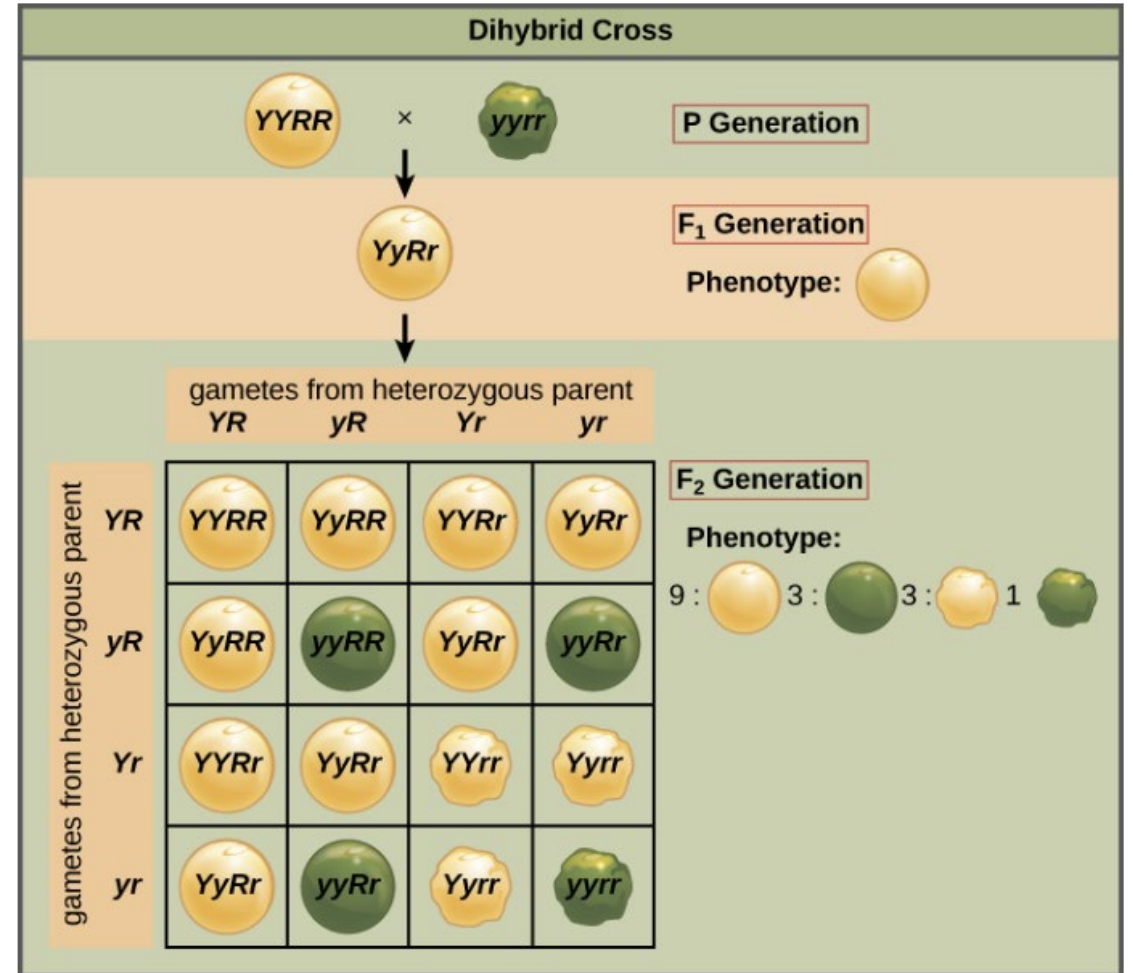 Dihybrid Cross
YYRR × yyrr
P Generation
YyRr
F₁ Generation
Phenotype:
gametes from heterozygous parent
YR yR Yr yr
gametes from heterozygous parent
YR YYRR YyRR YYRr YyRr
yR YyRR yyRR YyRr yyRr
Yr YYRr YyRr YYrr Yyrr
yr YyRr yyRr Yyrr yyrr
F₂ Generation
Phenotype:
9 : 3 : 3 : 1